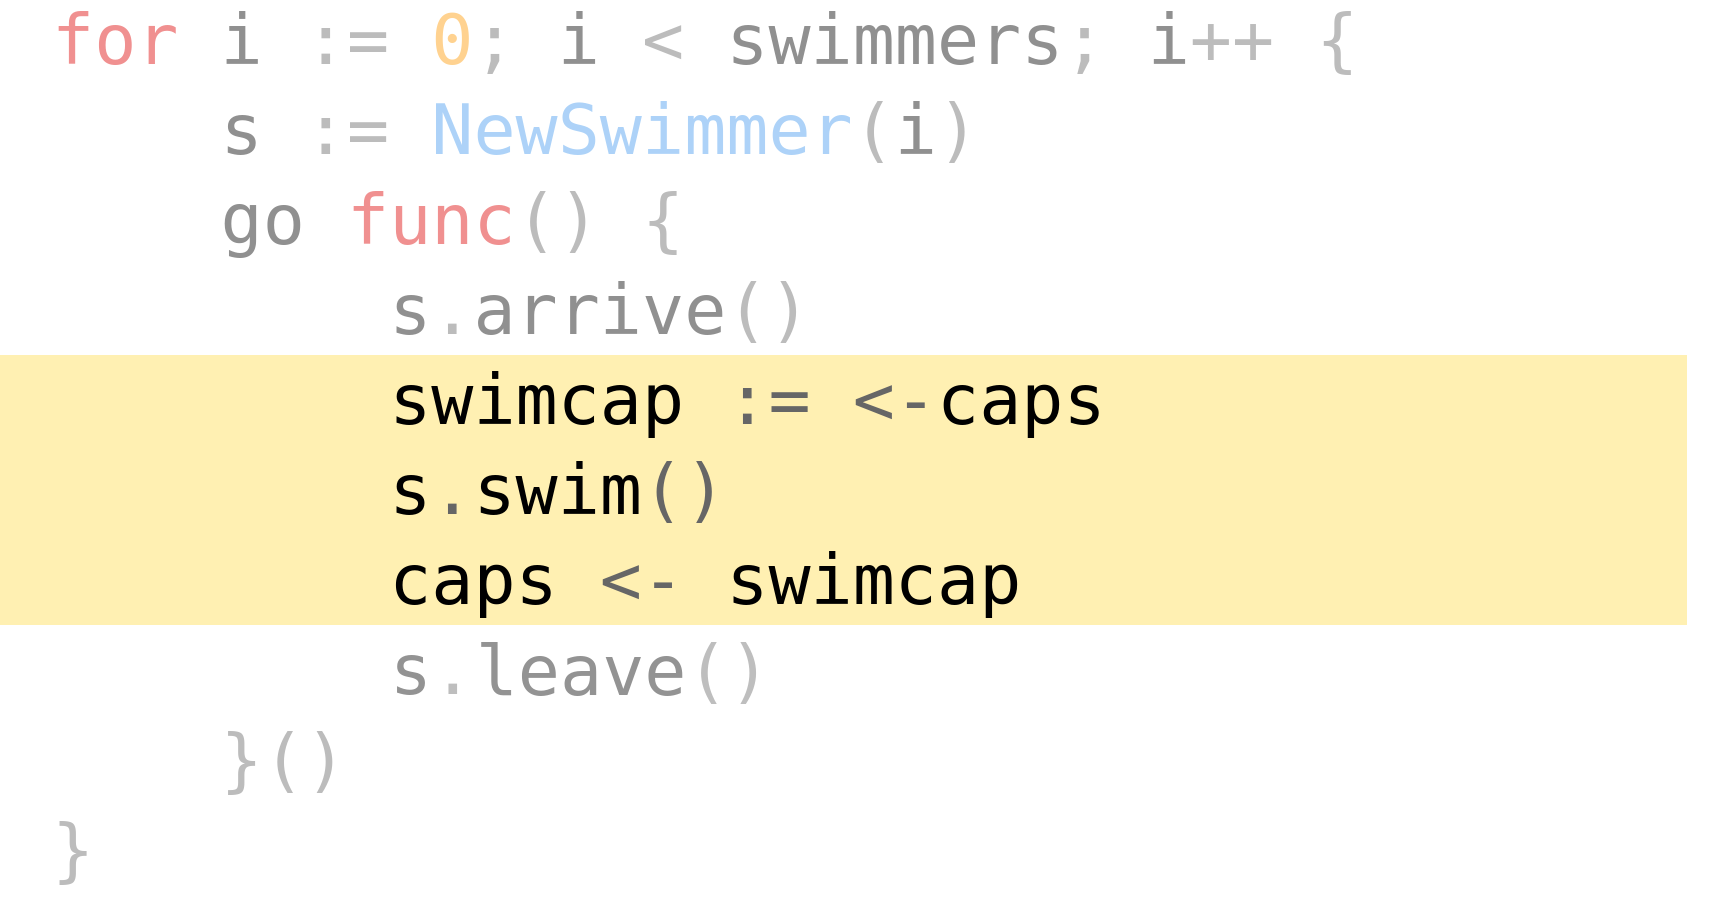 for i := 0; i < swimmers; i++ {
    s := NewSwimmer(i)
    go func() {
        s.arrive()
        swimcap := <-caps
        s.swim()
        caps <- swimcap
        s.leave()
    }()
}